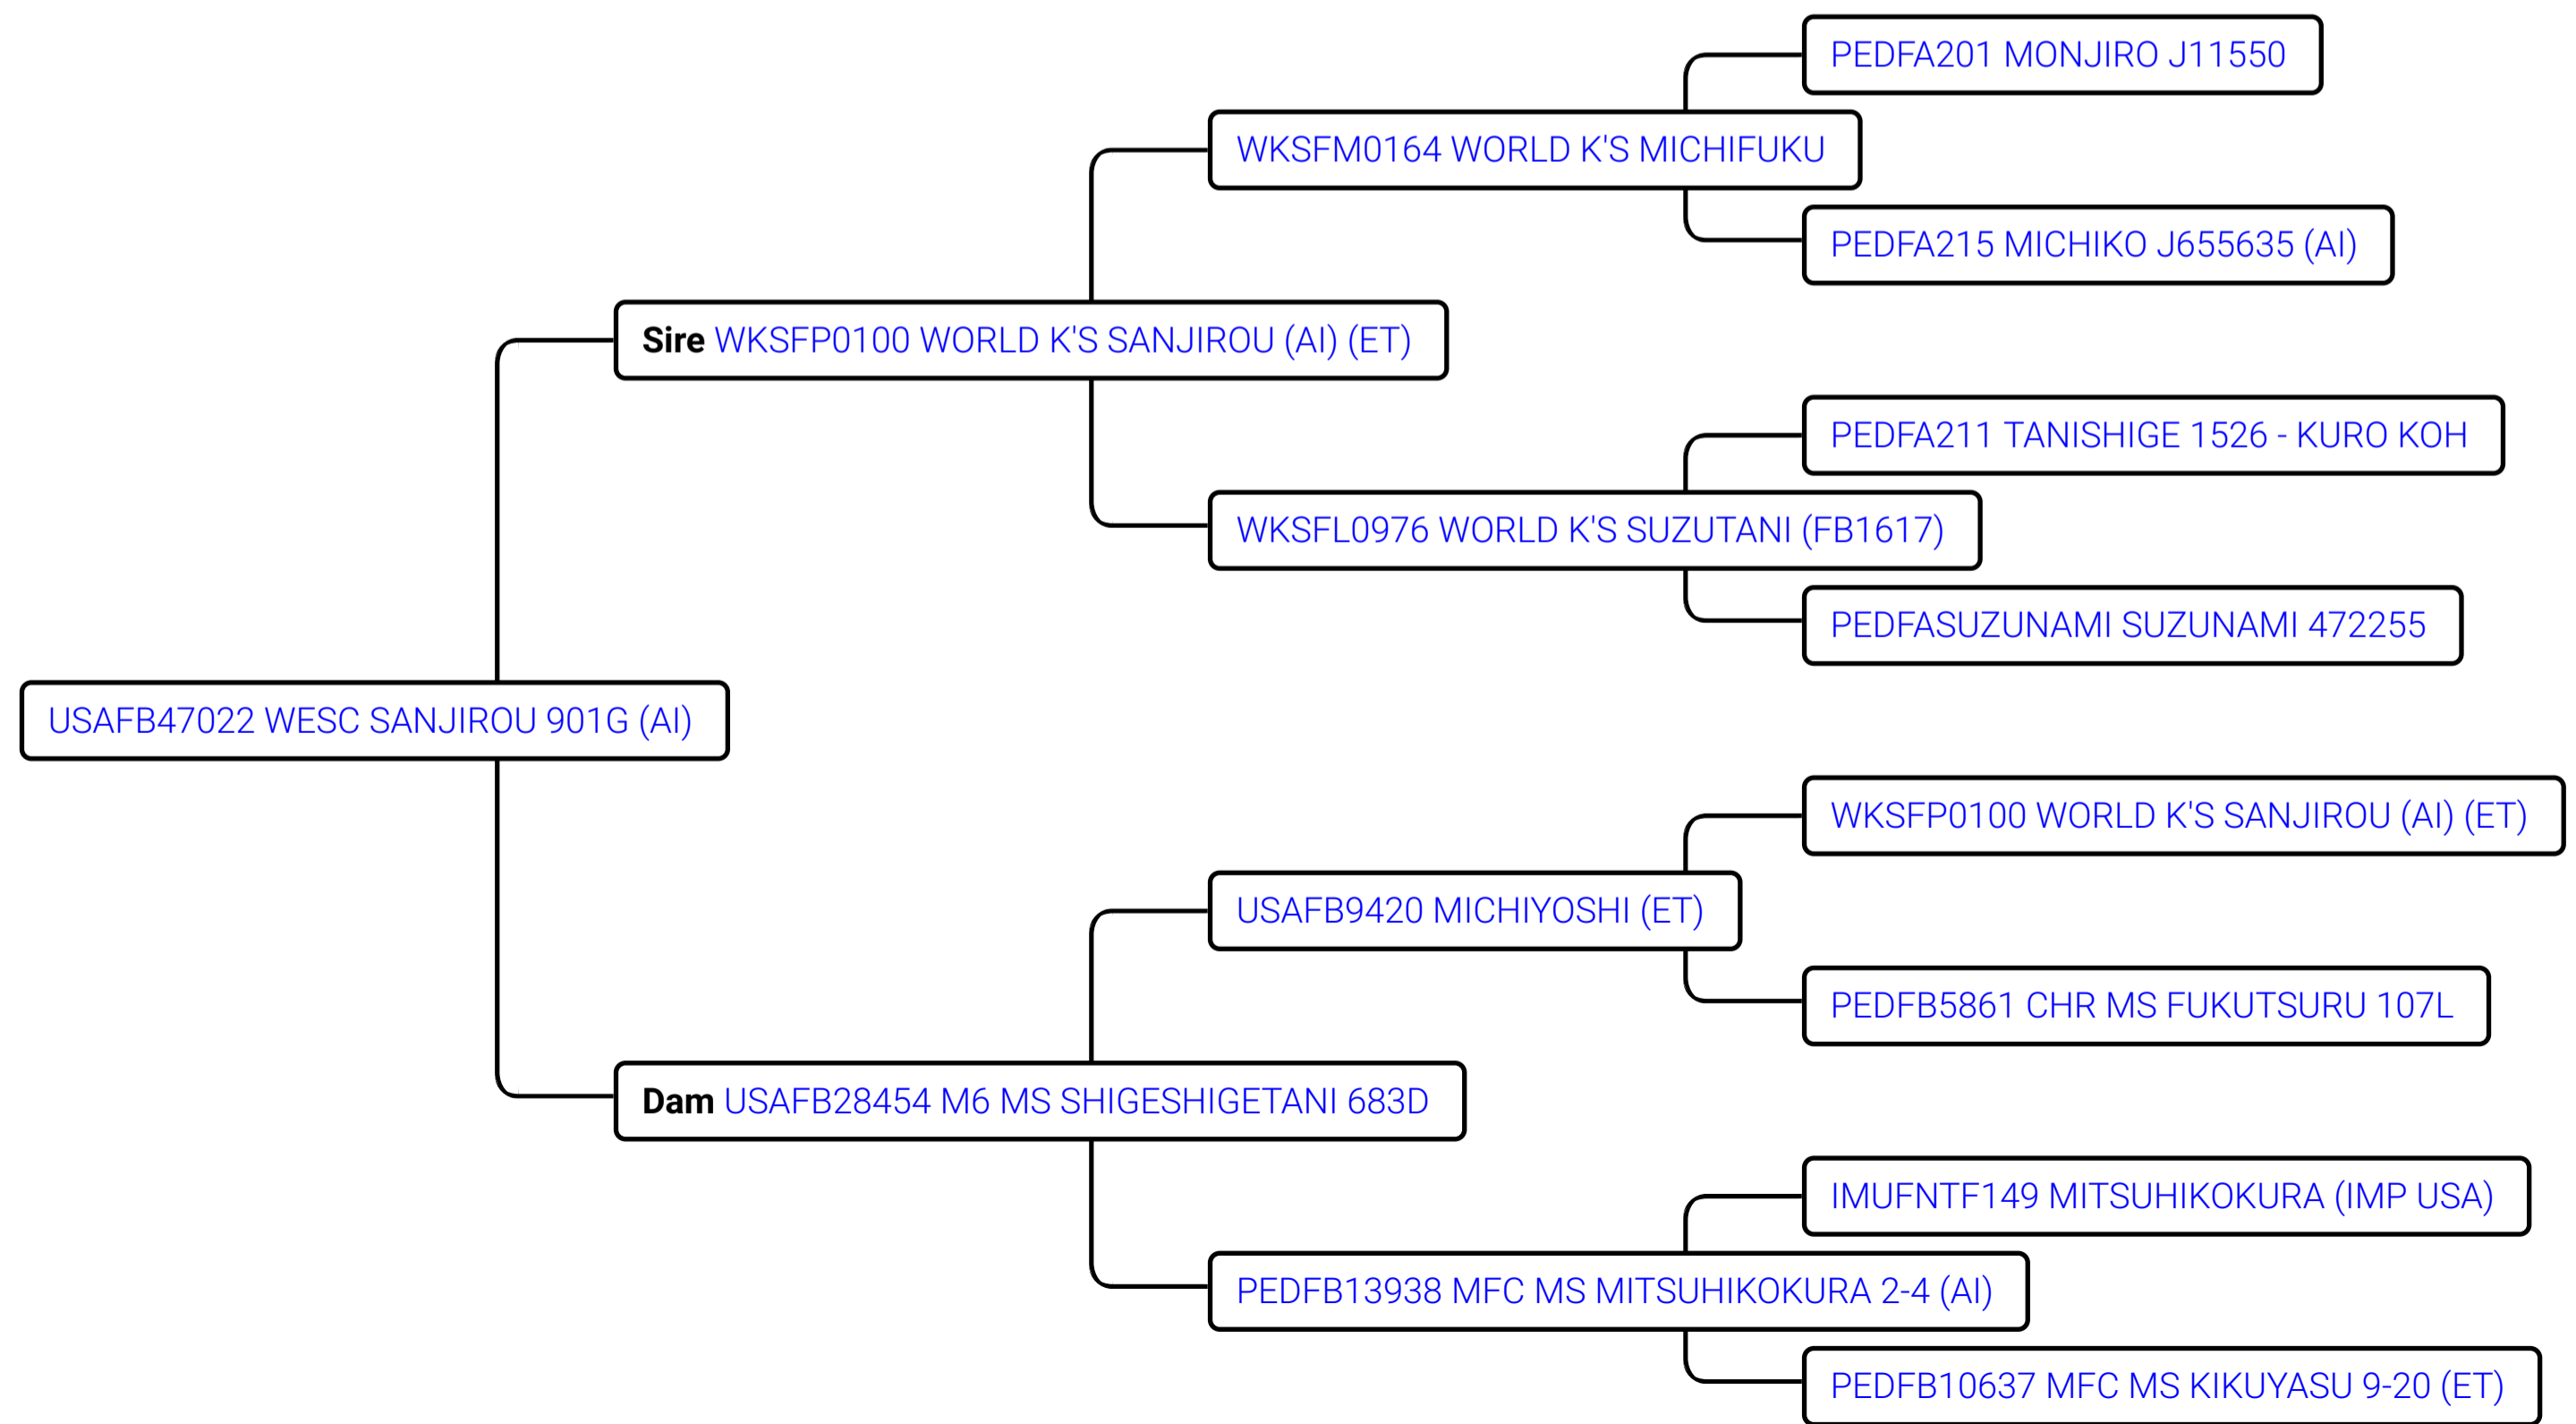 PEDFA201 MONJIRO J11550
WKSFM0164 WORLD K'S MICHIFUKU
PEDFA215 MICHIKO J655635 (AI)
Sire WKSFP0100 WORLD K'S SANJIROU (AI) (ET)
PEDFA211 TANISHIGE 1526 - KURO KOH
WKSFL0976 WORLD K'S SUZUTANI (FB1617)
PEDFASUZUNAMI SUZUNAMI 472255
USAFB47022 WESC SANJIROU 901G (AI)
WKSFP0100 WORLD K'S SANJIROU (AI) (ET)
USAFB9420 MICHIYOSHI (ET)
PEDFB5861 CHR MS FUKUTSURU 107L
Dam USAFB28454 M6 MS SHIGESHIGETANI 683D
IMUFNTF149 MITSUHIKOKURA (IMP USA)
PEDFB13938 MFC MS MITSUHIKOKURA 2-4 (AI)
PEDFB10637 MFC MS KIKUYASU 9-20 (ET)